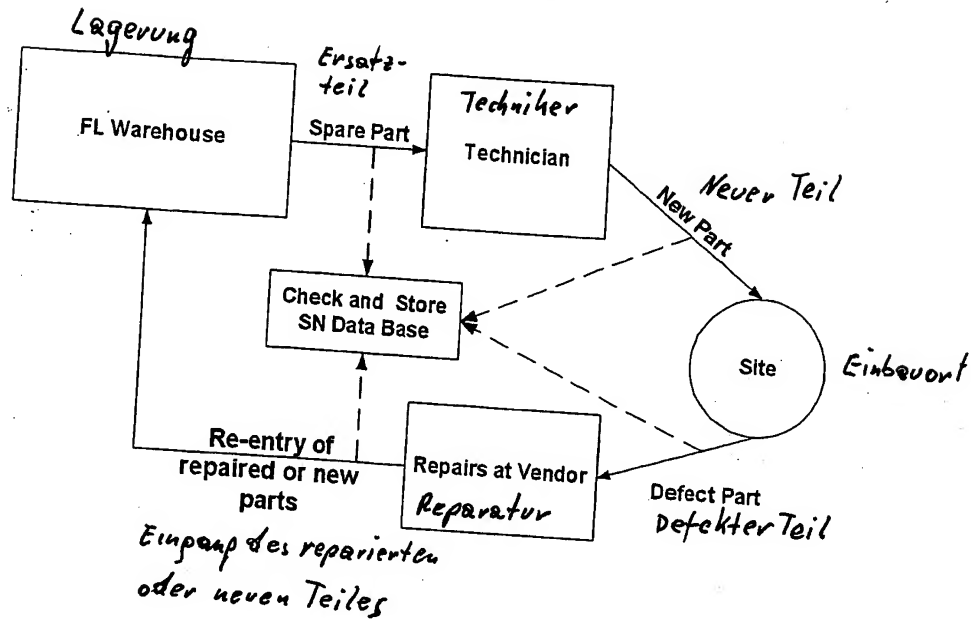 Lagerung
FL Warehouse
Ersatz-
teil
Spare Part
Techniker
Technician
Neuer Teil
New Part
Check and Store
SN Data Base
Site
Einbauort
Re-entry of
repaired or new
parts
Repairs at Vendor
Reparatur
Defect Part
Defekter Teil
Eingang des reparierten
oder neuen Teiles